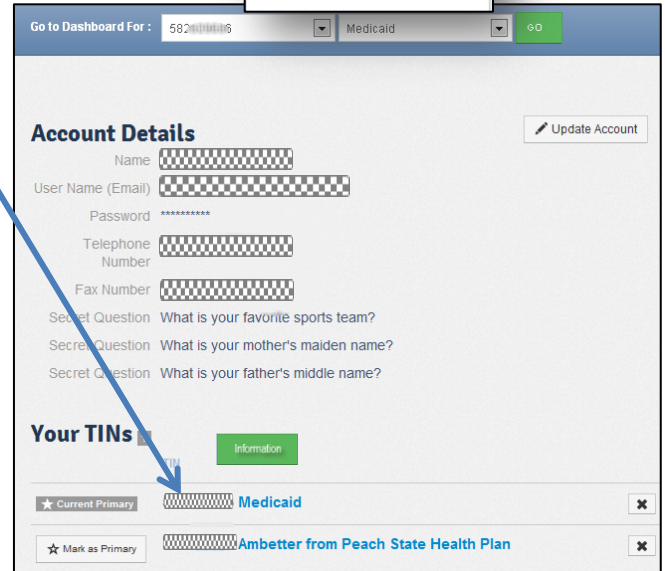 Go to Dashboard For : Medicaid GO
Account Details Update Account
Name
User Name (Email)
Password **********
Telephone
Number
Fax Number
Secret Question What is your favorite sports team?
Secret Question What is your mother's maiden name?
Secret Question What is your father's middle name?
Your TINs Information
TIN
Current Primary Medicaid
Mark as Primary Ambetter from Peach State Health Plan